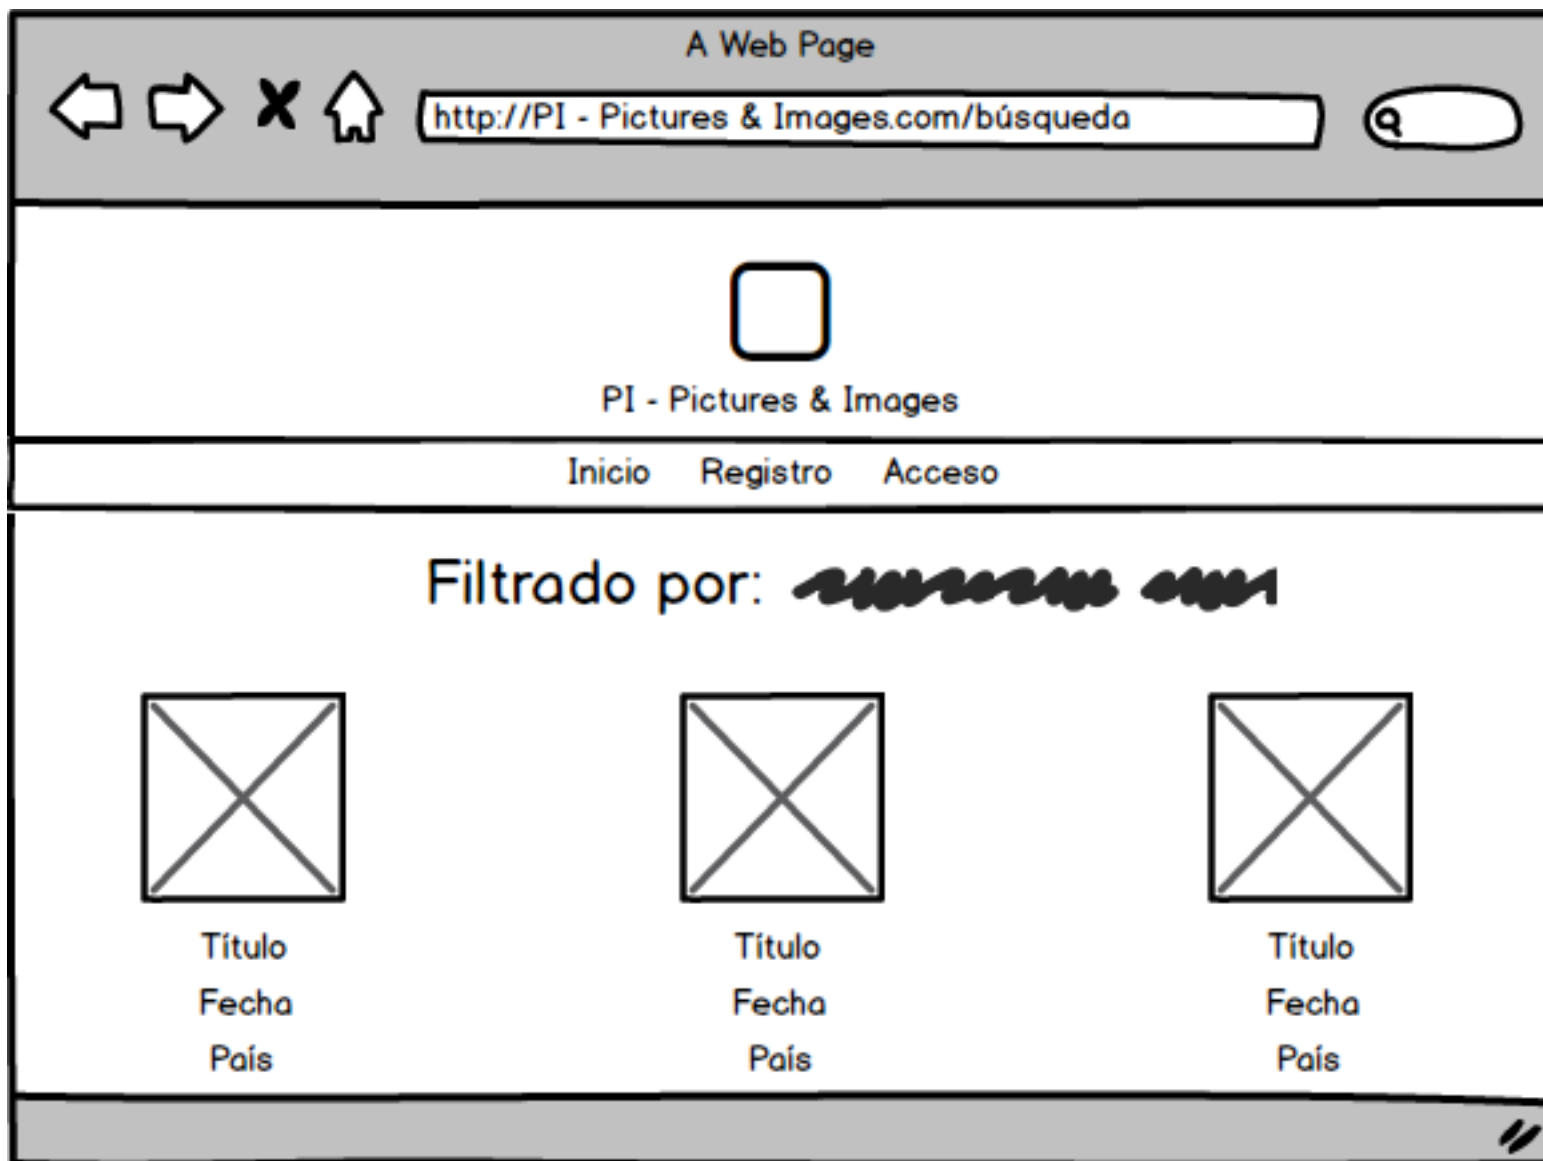 A Web Page
http://PI - Pictures & Images.com/búsqueda
PI - Pictures & Images
Inicio Registro Acceso
Filtrado por:
Título Título Título
Fecha Fecha Fecha
País País País